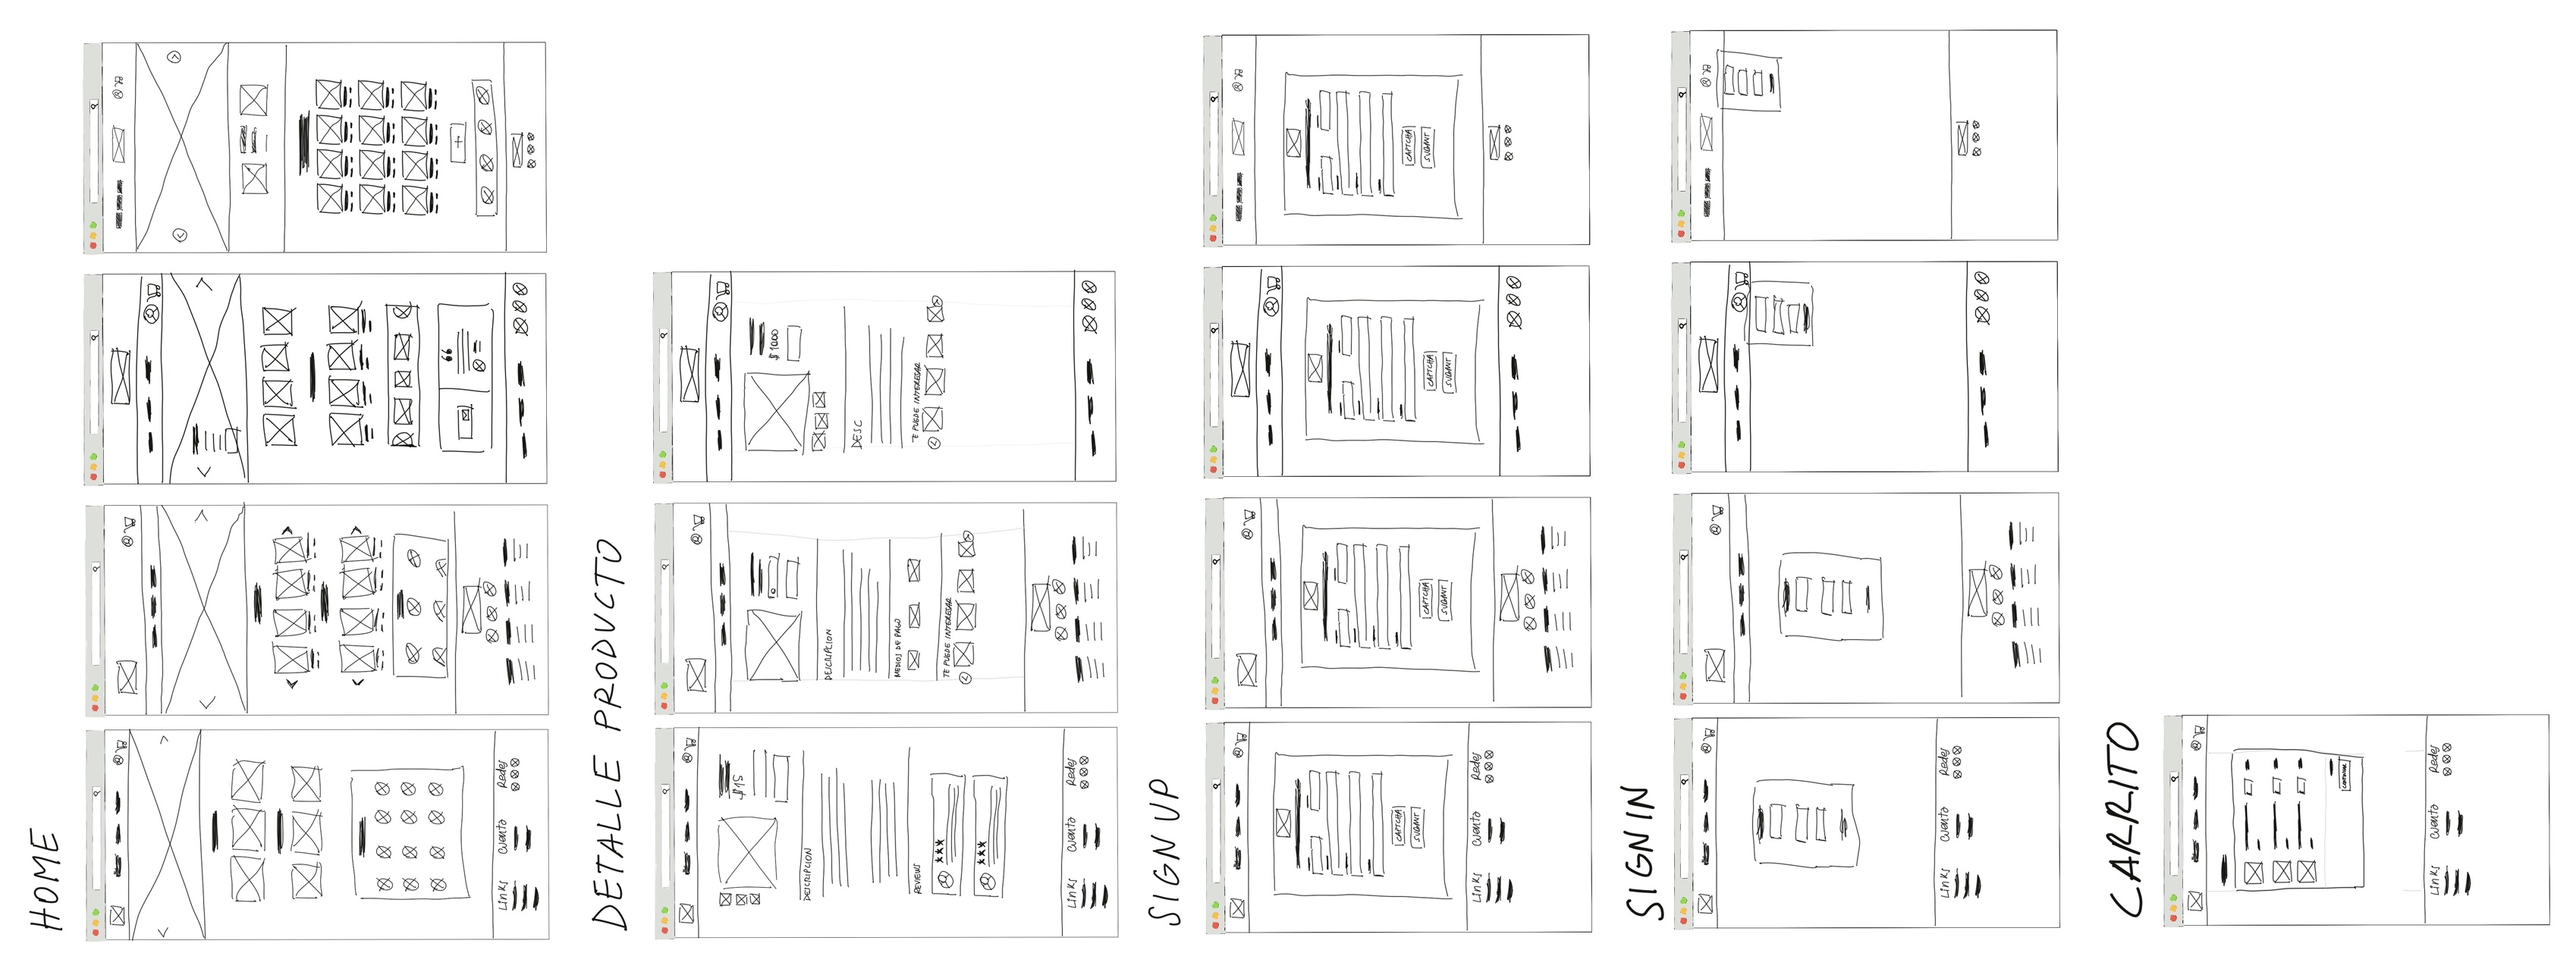 HOME
Links Cuenta Redes
DETALLE PRODUCTO
$15
DESCRIPCION
REVIEWS
Links Cuenta Redes
DESCRIPCION
MEDIOS DE PAGO
TE PUEDE INTERESAR
$1000
DESC
TE PUEDE INTERESAR
SIGN UP
CAPTCHA
SUBMIT
Links Cuenta Redes
CAPTCHA
SUBMIT
CAPTCHA
SUBMIT
CAPTCHA
SUBMIT
SIGN IN
Links Cuenta Redes
CARRITO
CONTINUAR
Links Cuenta Redes